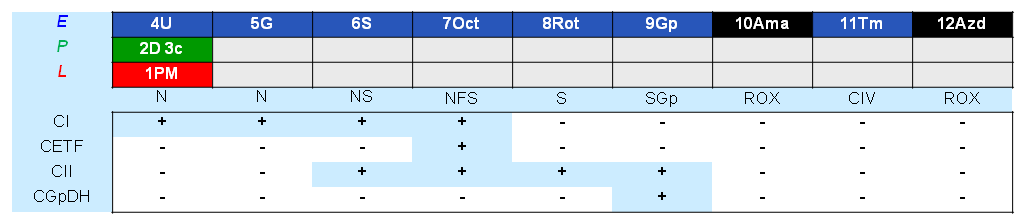 E 4U 5G 6S 7Oct 8Rot 9Gp 10Ama 11Tm 12Azd
P 2D 3c
L 1PM
N N NS NFS S SGp ROX CIV ROX
CI + + + + - - - - -
CETF - - - + - - - - -
CII - - + + + + - - -
CGpDH - - - - - + - - -